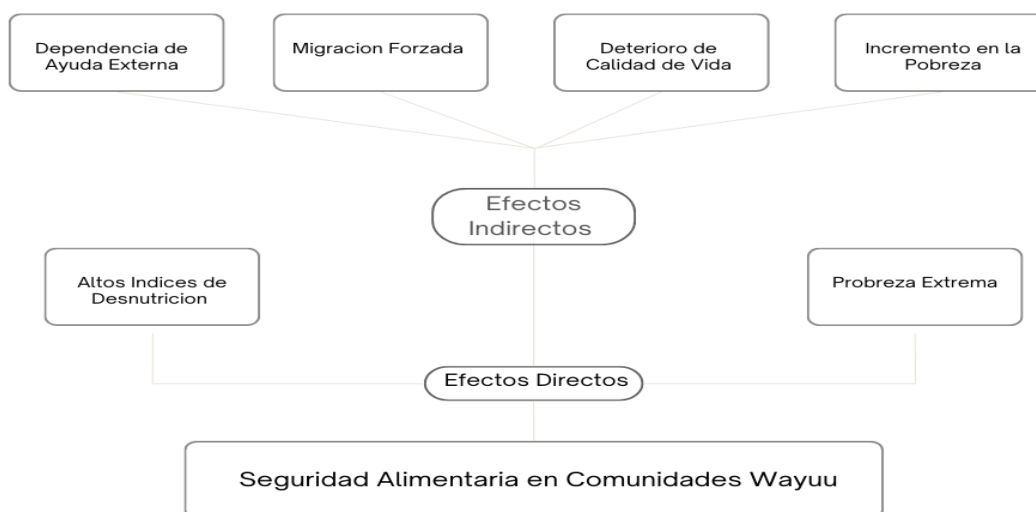 Dependencia de
Ayuda Externa
Migracion Forzada
Deterioro de
Calidad de Vida
Incremento en la
Pobreza
Efectos
Indirectos
Altos Indices de
Desnutricion
Probreza Extrema
Efectos Directos
Seguridad Alimentaria en Comunidades Wayuu